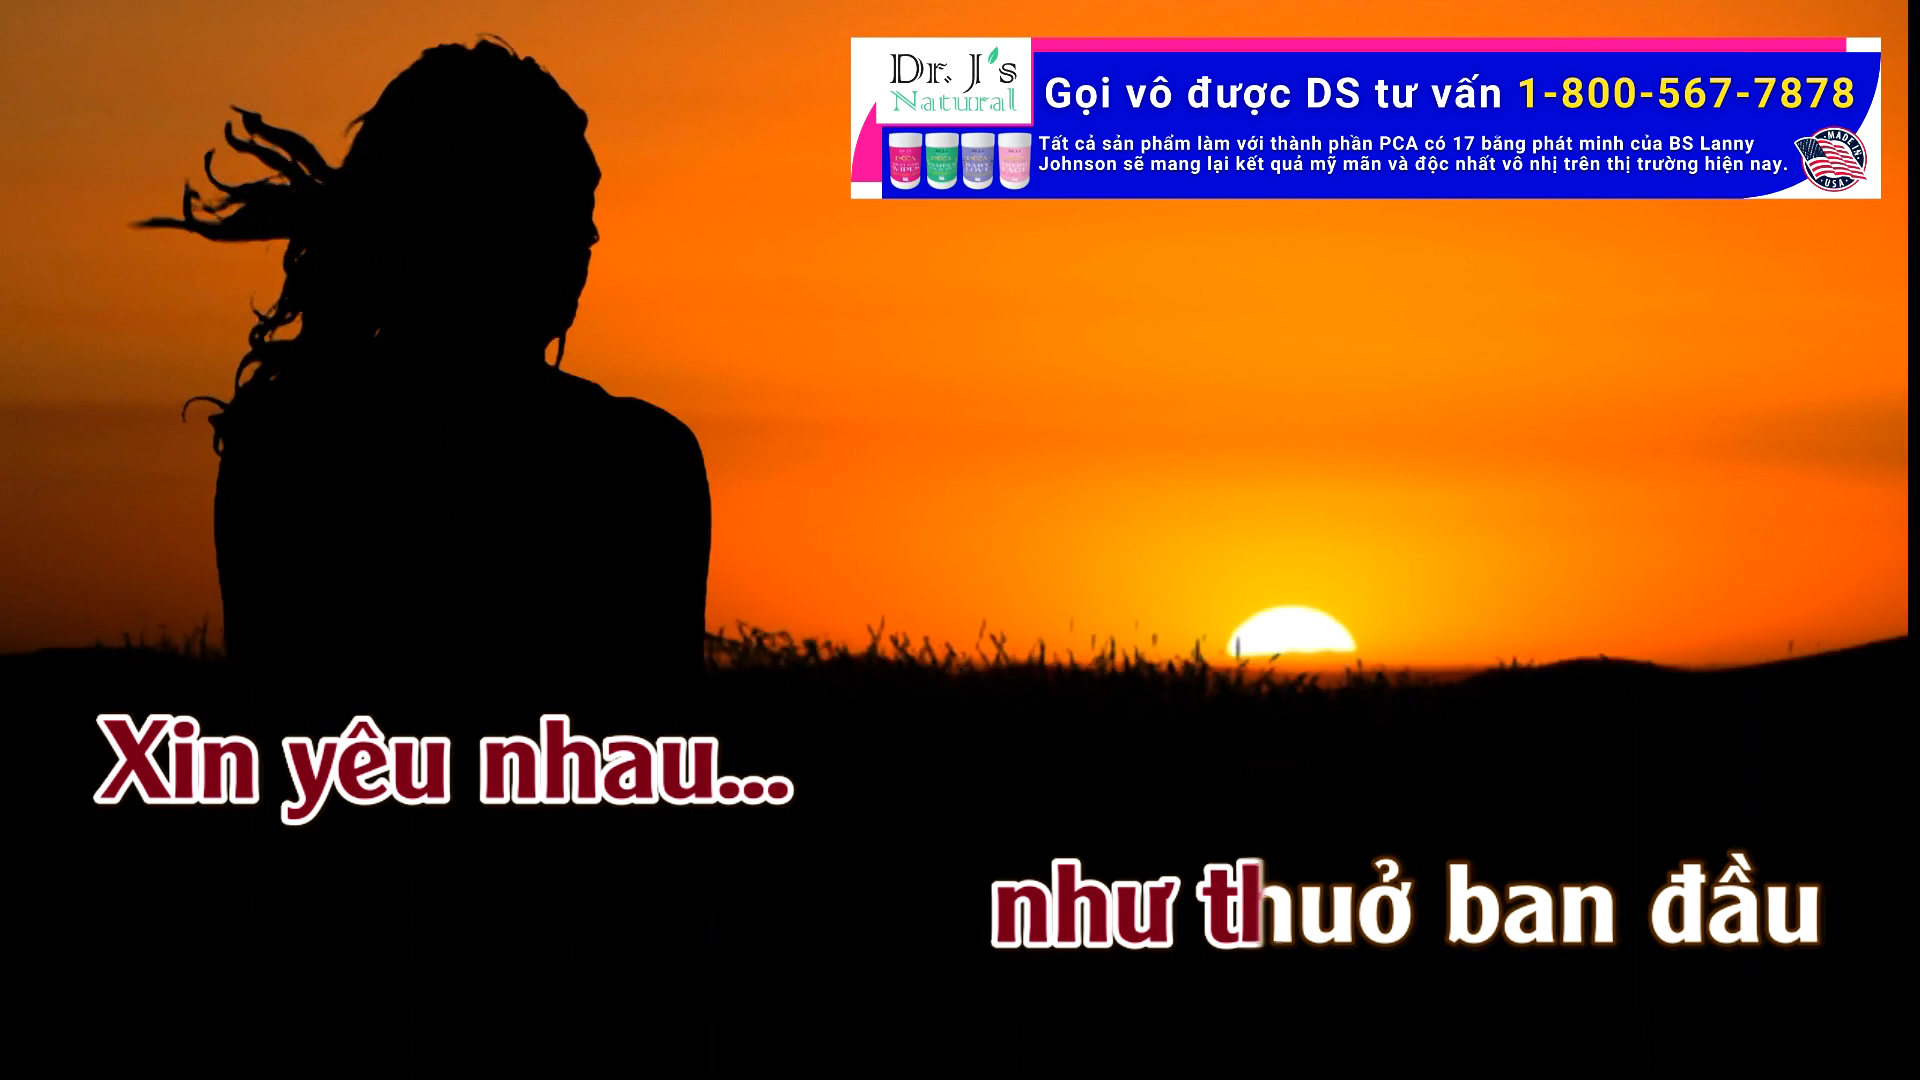 Dr. J's
Natural
Gọi vô được DS tư vấn 1-800-567-7878
Tất cả sản phẩm làm với thành phần PCA có 17 bằng phát minh của BS Lanny
Johnson sẽ mang lại kết quả mỹ mãn và độc nhất vô nhị trên thị trường hiện nay.
MADE IN
USA
Xin yêu nhau...
như thuở ban đầu